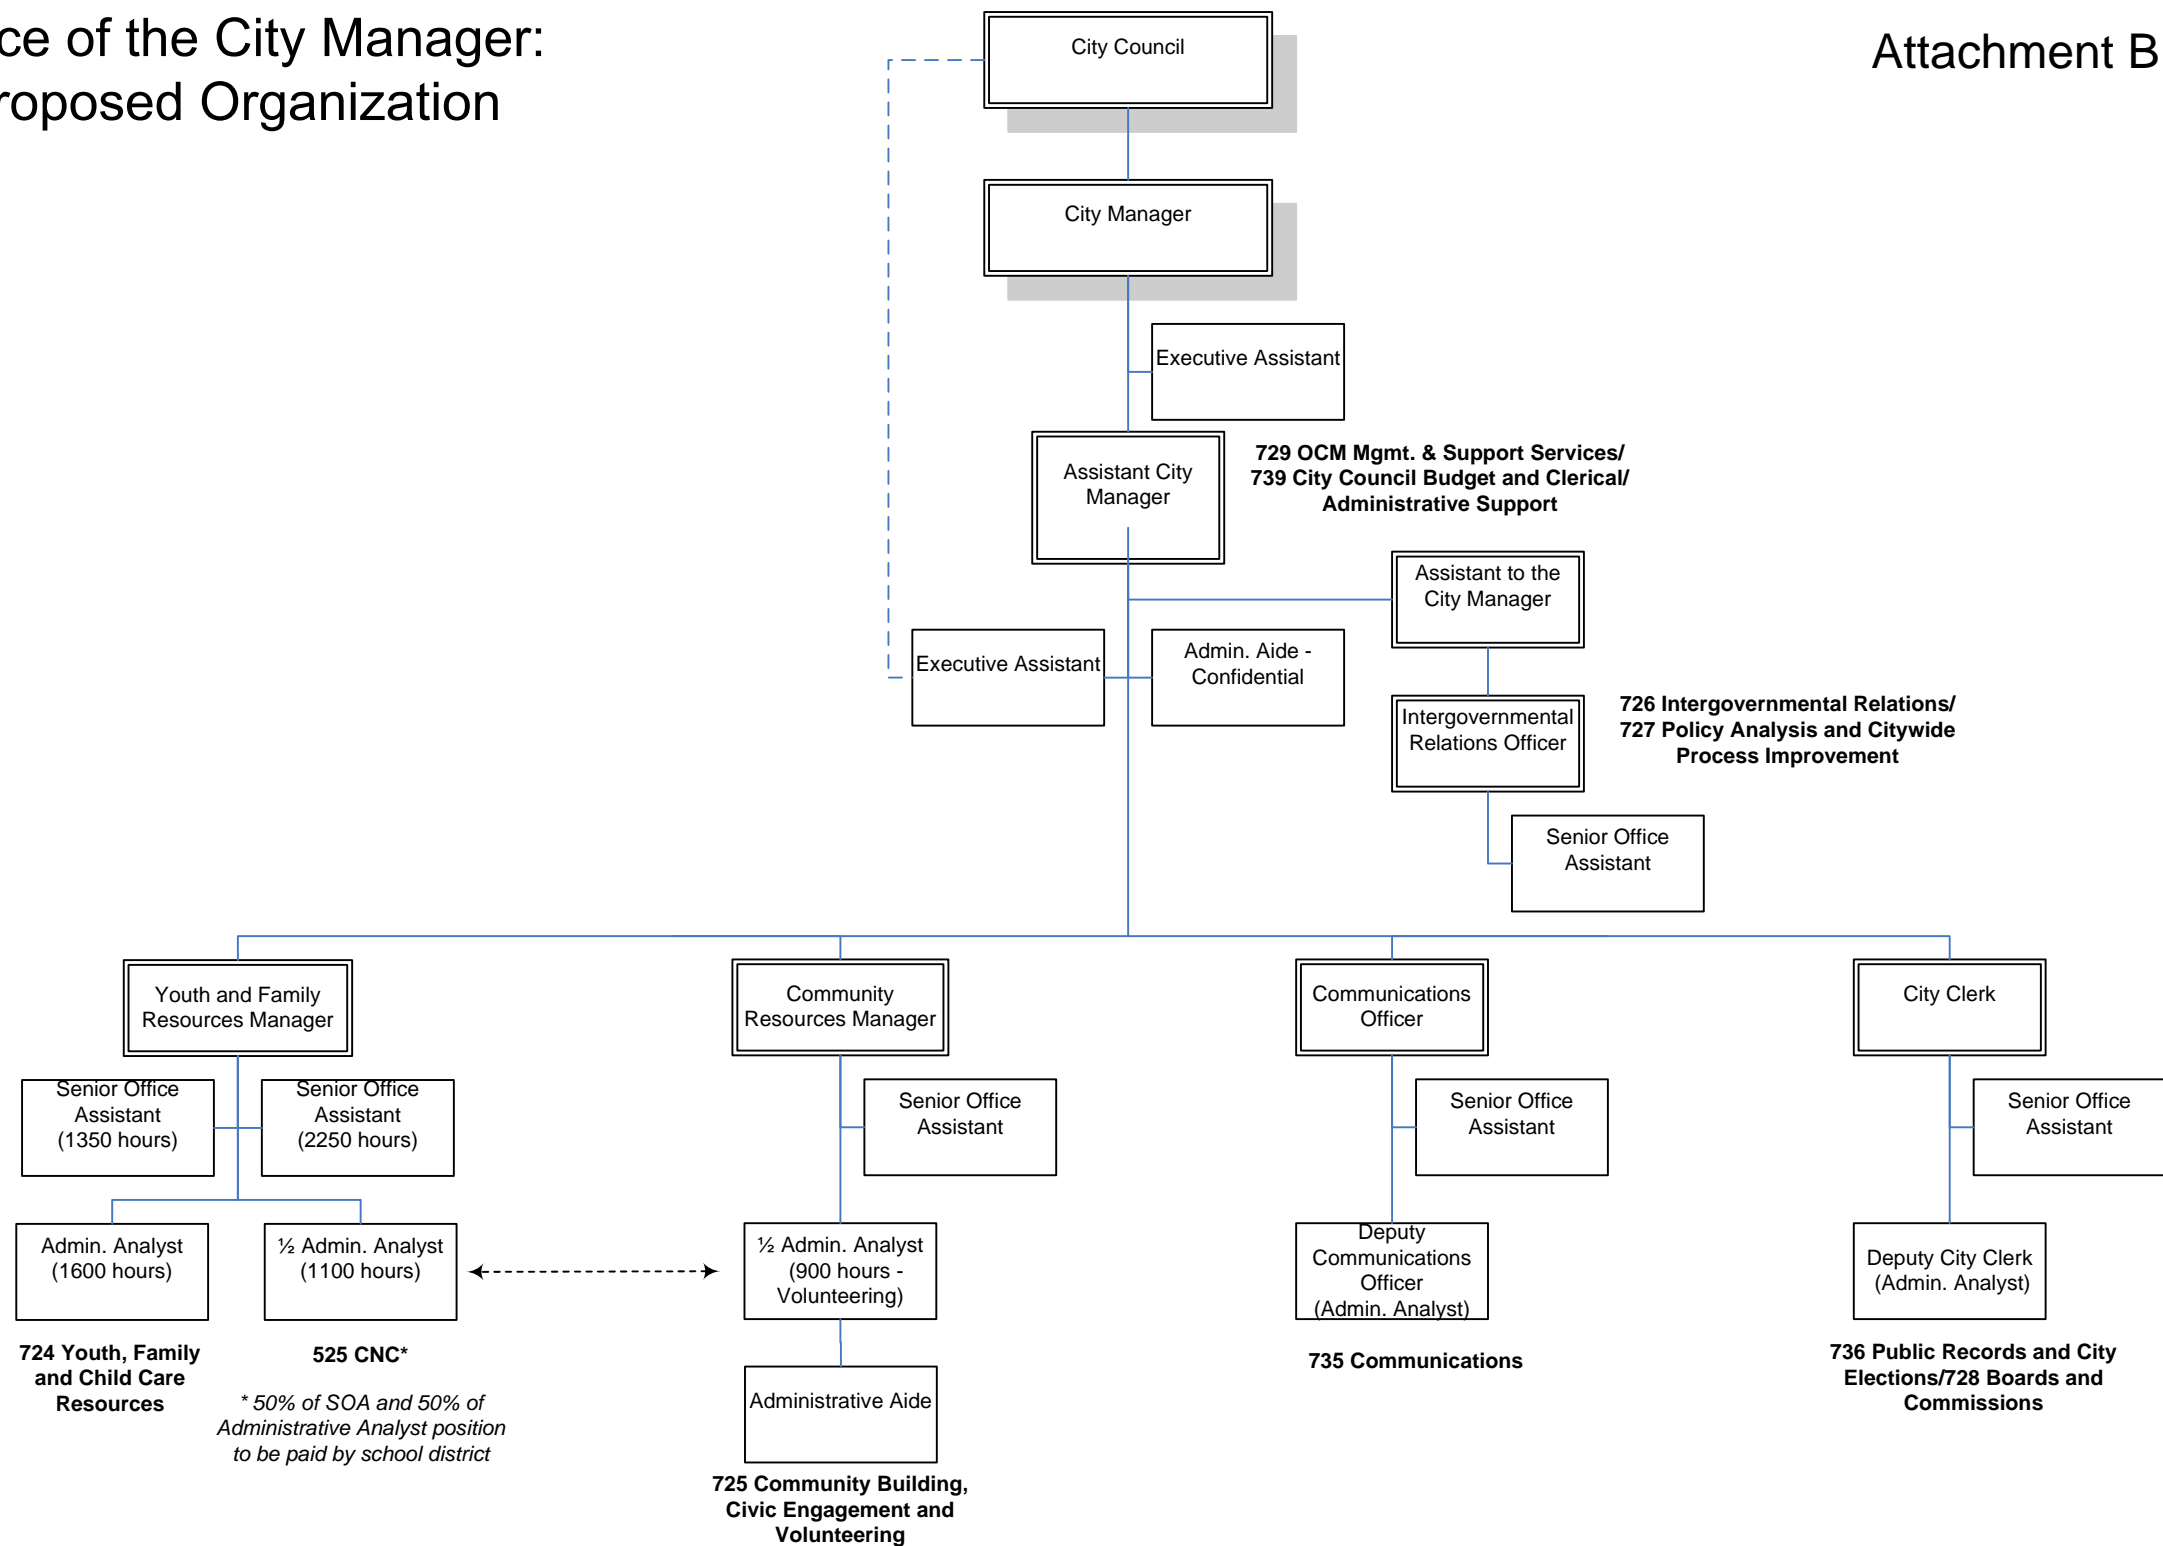 ce of the City Manager:
roposed Organization
Attachment B
City Council
City Manager
Executive Assistant
Assistant City
Manager
729 OCM Mgmt. & Support Services/
739 City Council Budget and Clerical/
Administrative Support
Assistant to the
City Manager
Executive Assistant
Admin. Aide -
Confidential
Intergovernmental
Relations Officer
726 Intergovernmental Relations/
727 Policy Analysis and Citywide
Process Improvement
Senior Office
Assistant
Youth and Family
Resources Manager
Community
Resources Manager
Communications
Officer
City Clerk
Senior Office
Assistant
(1350 hours)
Senior Office
Assistant
(2250 hours)
Senior Office
Assistant
Senior Office
Assistant
Senior Office
Assistant
Admin. Analyst
(1600 hours)
½ Admin. Analyst
(1100 hours)
½ Admin. Analyst
(900 hours -
Volunteering)
Deputy
Communications
Officer
(Admin. Analyst)
Deputy City Clerk
(Admin. Analyst)
724 Youth, Family
and Child Care
Resources
525 CNC*
* 50% of SOA and 50% of
Administrative Analyst position
to be paid by school district
Administrative Aide
735 Communications
736 Public Records and City
Elections/728 Boards and
Commissions
725 Community Building,
Civic Engagement and
Volunteering